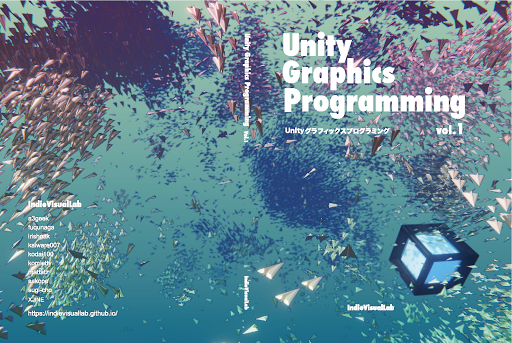 Unity
Graphics
Programming
Unityグラフィックスプログラミング
vol.1
Unity Graphics Programming Vol.1
IndieVisualLab
IndieVisualLab
IndieVisualLab
a3geek
fuqunaga
irishoak
kaiware007
kodai100
komietty
sakope
sugi-cho
XJINE
https://indievisuallab.github.io/